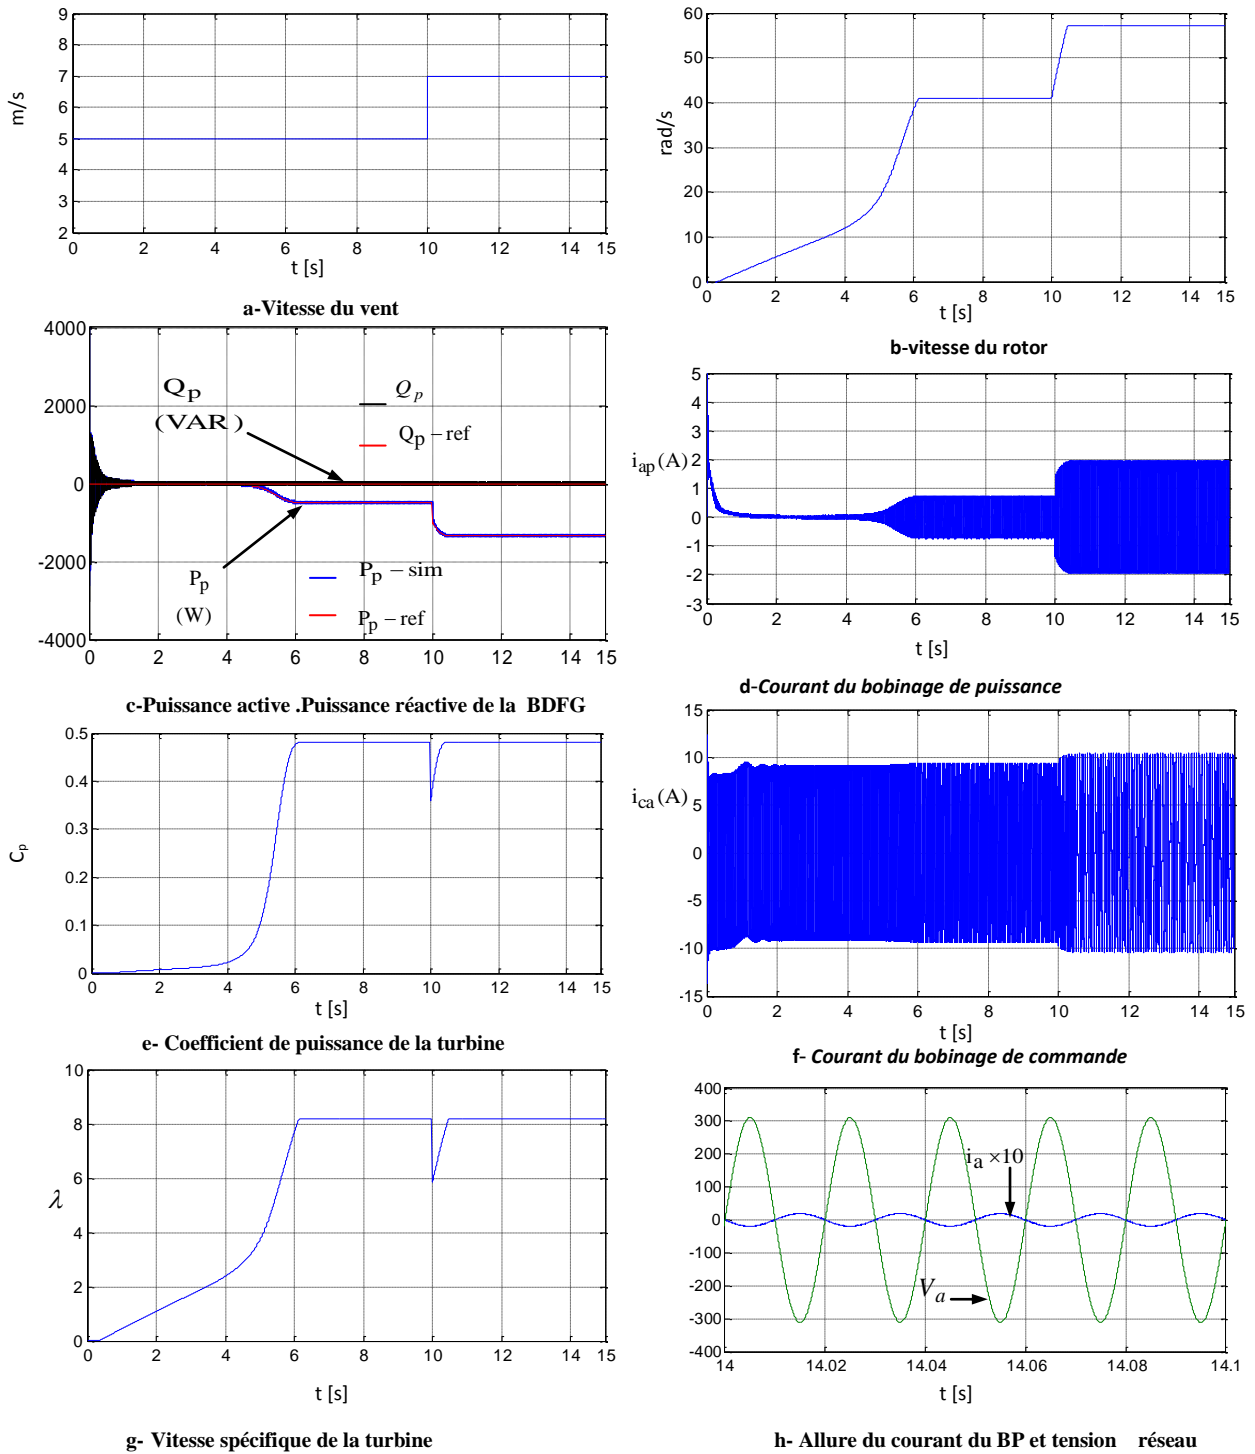 9
8
7
6
5
4
3
2
m/s
0 2 4 6 8 10 12 14 15
t [s]
a-Vitesse du vent
60
50
40
30
20
10
0
rad/s
0 2 4 6 8 10 12 14 15
t [s]
b-vitesse du rotor
4000
2000
0
-2000
-4000
Qp
(VAR)
Qp
Qp – ref
Pp
(W)
Pp – sim
Pp – ref
0 2 4 6 8 10 12 14 15
c-Puissance active .Puissance réactive de la BDFG
5
4
3
2
1
0
-1
-2
-3
iap (A)
0 2 4 6 8 10 12 14 15
t [s]
d-Courant du bobinage de puissance
0.5
0.4
0.3
0.2
0.1
0
Cp
0 2 4 6 8 10 12 14 15
t [s]
e- Coefficient de puissance de la turbine
15
10
5
0
-5
-10
-15
ica (A)
0 2 4 6 8 10 12 14 15
t [s]
f- Courant du bobinage de commande
10
8
6
4
2
0
λ
0 2 4 6 8 10 12 14 15
t [s]
g- Vitesse spécifique de la turbine
400
300
200
100
0
-100
-200
-300
-400
ia ×10
Va
14 14.02 14.04 14.06 14.08 14.1
t [s]
h- Allure du courant du BP et tension réseau